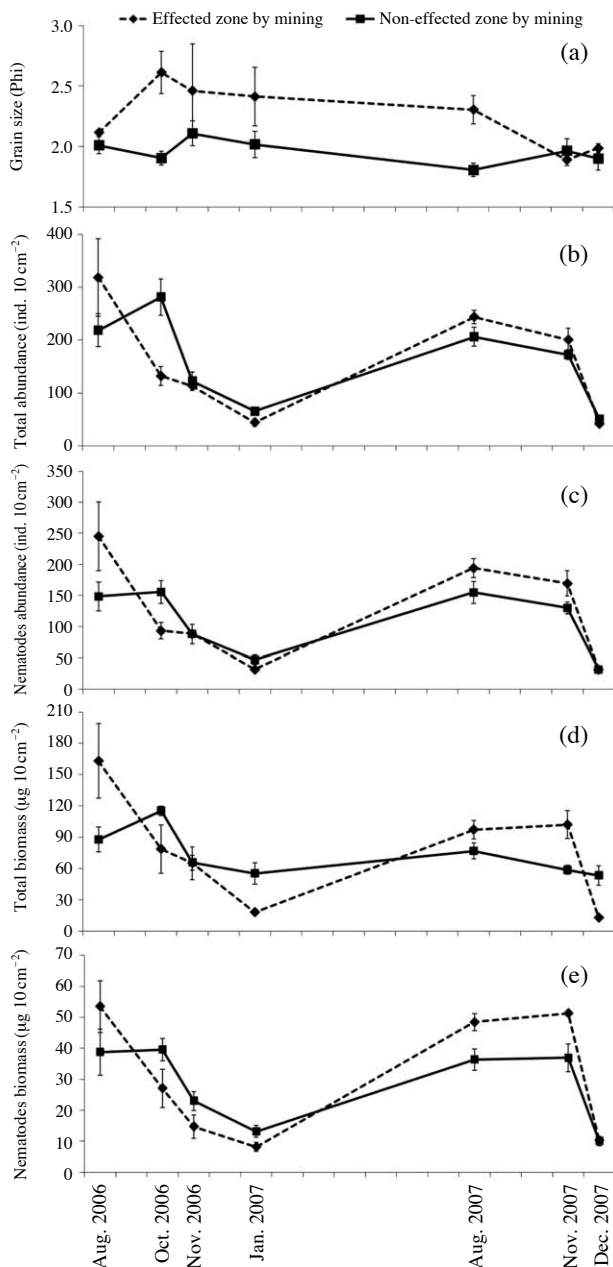 Effected zone by mining
Non-effected zone by mining
(a)
Grain size (Phi)
3.0
2.5
2.0
1.5
(b)
Total abundance (ind. 10 cm⁻²)
400
300
200
100
0
(c)
Nematodes abundance (ind. 10 cm⁻²)
350
300
250
200
150
100
50
0
(d)
Total biomass (µg 10 cm⁻²)
210
180
150
120
90
60
30
0
(e)
Nematodes biomass (µg 10 cm⁻²)
70
60
50
40
30
20
10
0
Aug. 2006
Oct. 2006
Nov. 2006
Jan. 2007
Aug. 2007
Nov. 2007
Dec. 2007